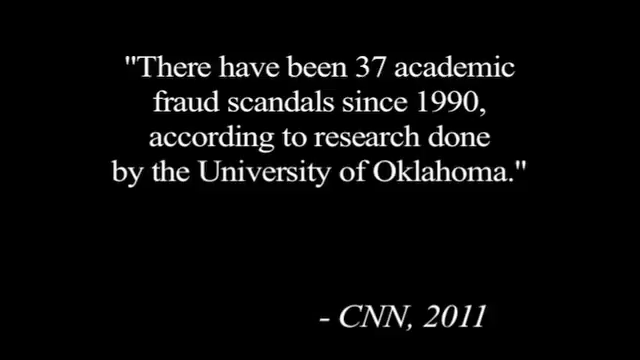 "There have been 37 academic
fraud scandals since 1990,
according to research done
by the University of Oklahoma."
- CNN, 2011